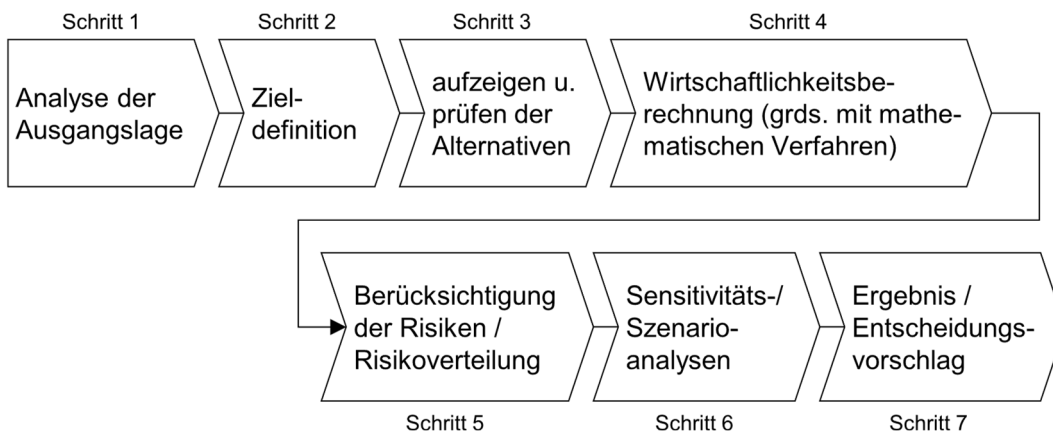 Schritt 1
Schritt 2
Schritt 3
Schritt 4
Analyse der
Ausgangslage
Ziel-
definition
aufzeigen u.
prüfen der
Alternativen
Wirtschaftlichkeitsbe-
rechnung (grds. mit mathe-
matischen Verfahren)
Berücksichtigung
der Risiken /
Risikoverteilung
Sensitivitäts-/
Szenario-
analysen
Ergebnis /
Entscheidungs-
vorschlag
Schritt 5
Schritt 6
Schritt 7